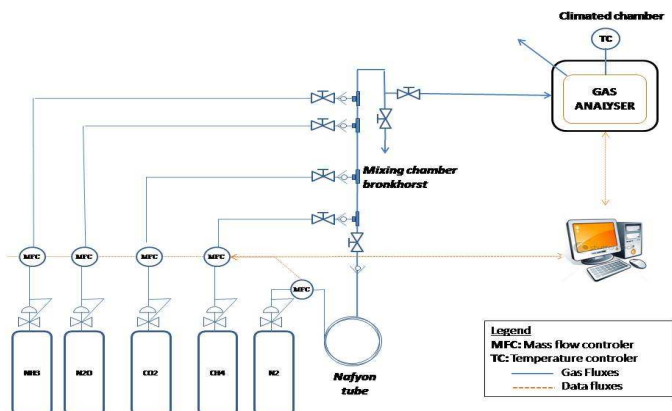 Climated chamber
TC
GAS
ANALYSER
Mixing chamber
bronkhorst
MFC
MFC
MFC
MFC
MFC
NH3
N2O
CO2
CH4
N2
Nafyon
tube
Legend
MFC: Mass flow controler
TC: Temperature controler
Gas Fluxes
Data fluxes